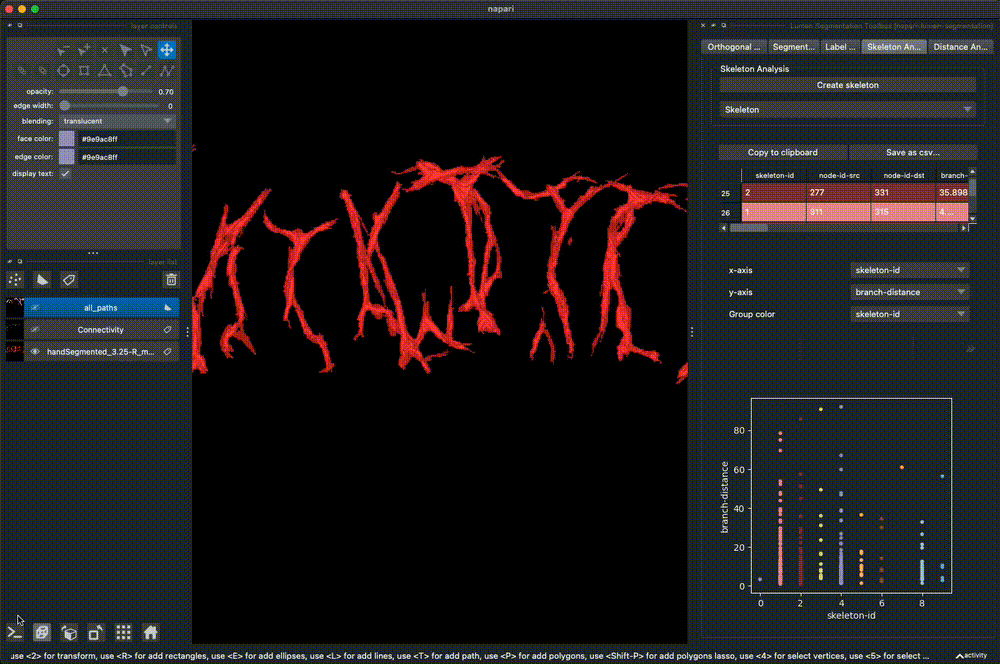 napari
layer controls
Lumen Segmentation Toolbox (napari-lumen-segmentation)
Orthogonal ... Segment... Label ... Skeleton An... Distance An...
opacity: 0.70
edge width: 0
blending: translucent
face color: #9e9ac8ff
edge color: #9e9ac8ff
display text:
layer list
all_paths
Connectivity
handSegmented_3.25-R_m...
Skeleton Analysis
Create skeleton
Skeleton
Copy to clipboard Save as csv...
skeleton-id node-id-src node-id-dst branch-
25 2 277 331 35.898
26 1 311 315 4....
x-axis skeleton-id
y-axis branch-distance
Group color skeleton-id
branch-distance
80
60
40
20
0
0 2 4 6 8
skeleton-id
use <2> for transform, use <R> for add rectangles, use <E> for add ellipses, use <L> for add lines, use <T> for add path, use <P> for add polygons, use <Shift-P> for add polygons lasso, use <4> for select vertices, use <5> for select ...
activity